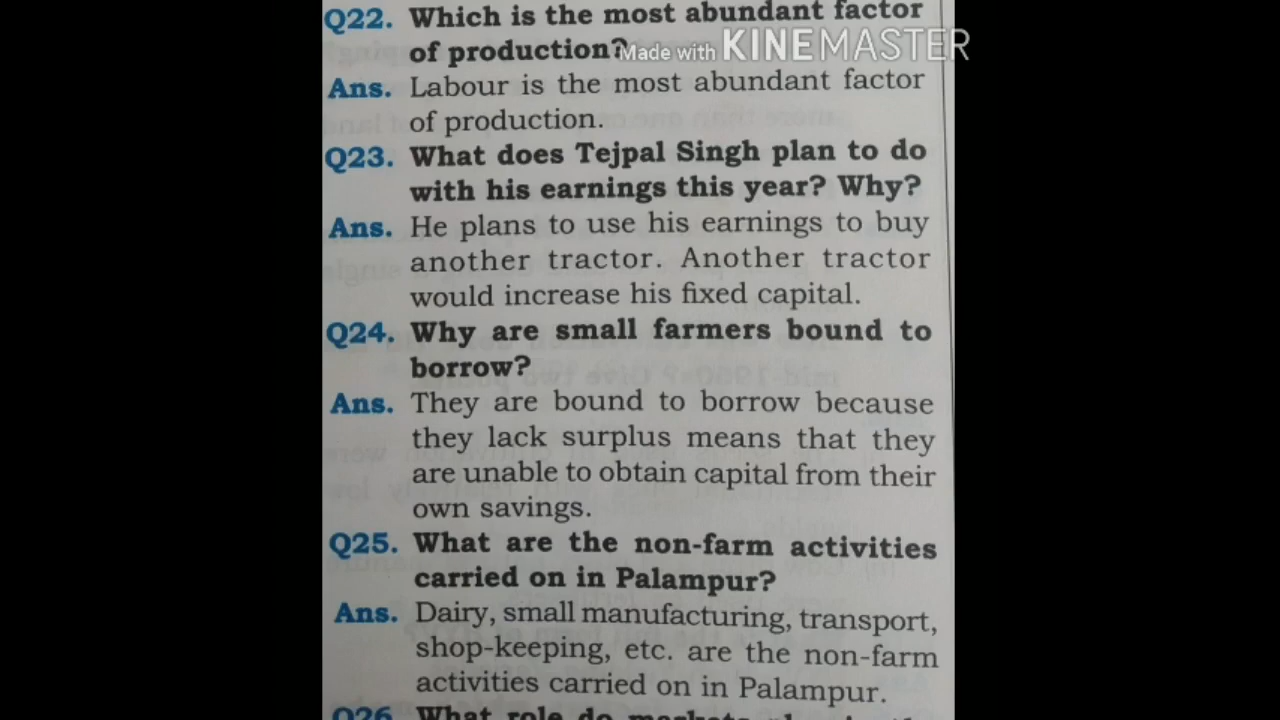 Q22. Which is the most abundant factor
of production?
Made with KINEMASTER
Ans. Labour is the most abundant factor
of production.
Q23. What does Tejpal Singh plan to do
with his earnings this year? Why?
Ans. He plans to use his earnings to buy
another tractor. Another tractor
would increase his fixed capital.
Q24. Why are small farmers bound to
borrow?
Ans. They are bound to borrow because
they lack surplus means that they
are unable to obtain capital from their
own savings.
Q25. What are the non-farm activities
carried on in Palampur?
Ans. Dairy, small manufacturing, transport,
shop-keeping, etc. are the non-farm
activities carried on in Palampur.
Q26. What role do markets